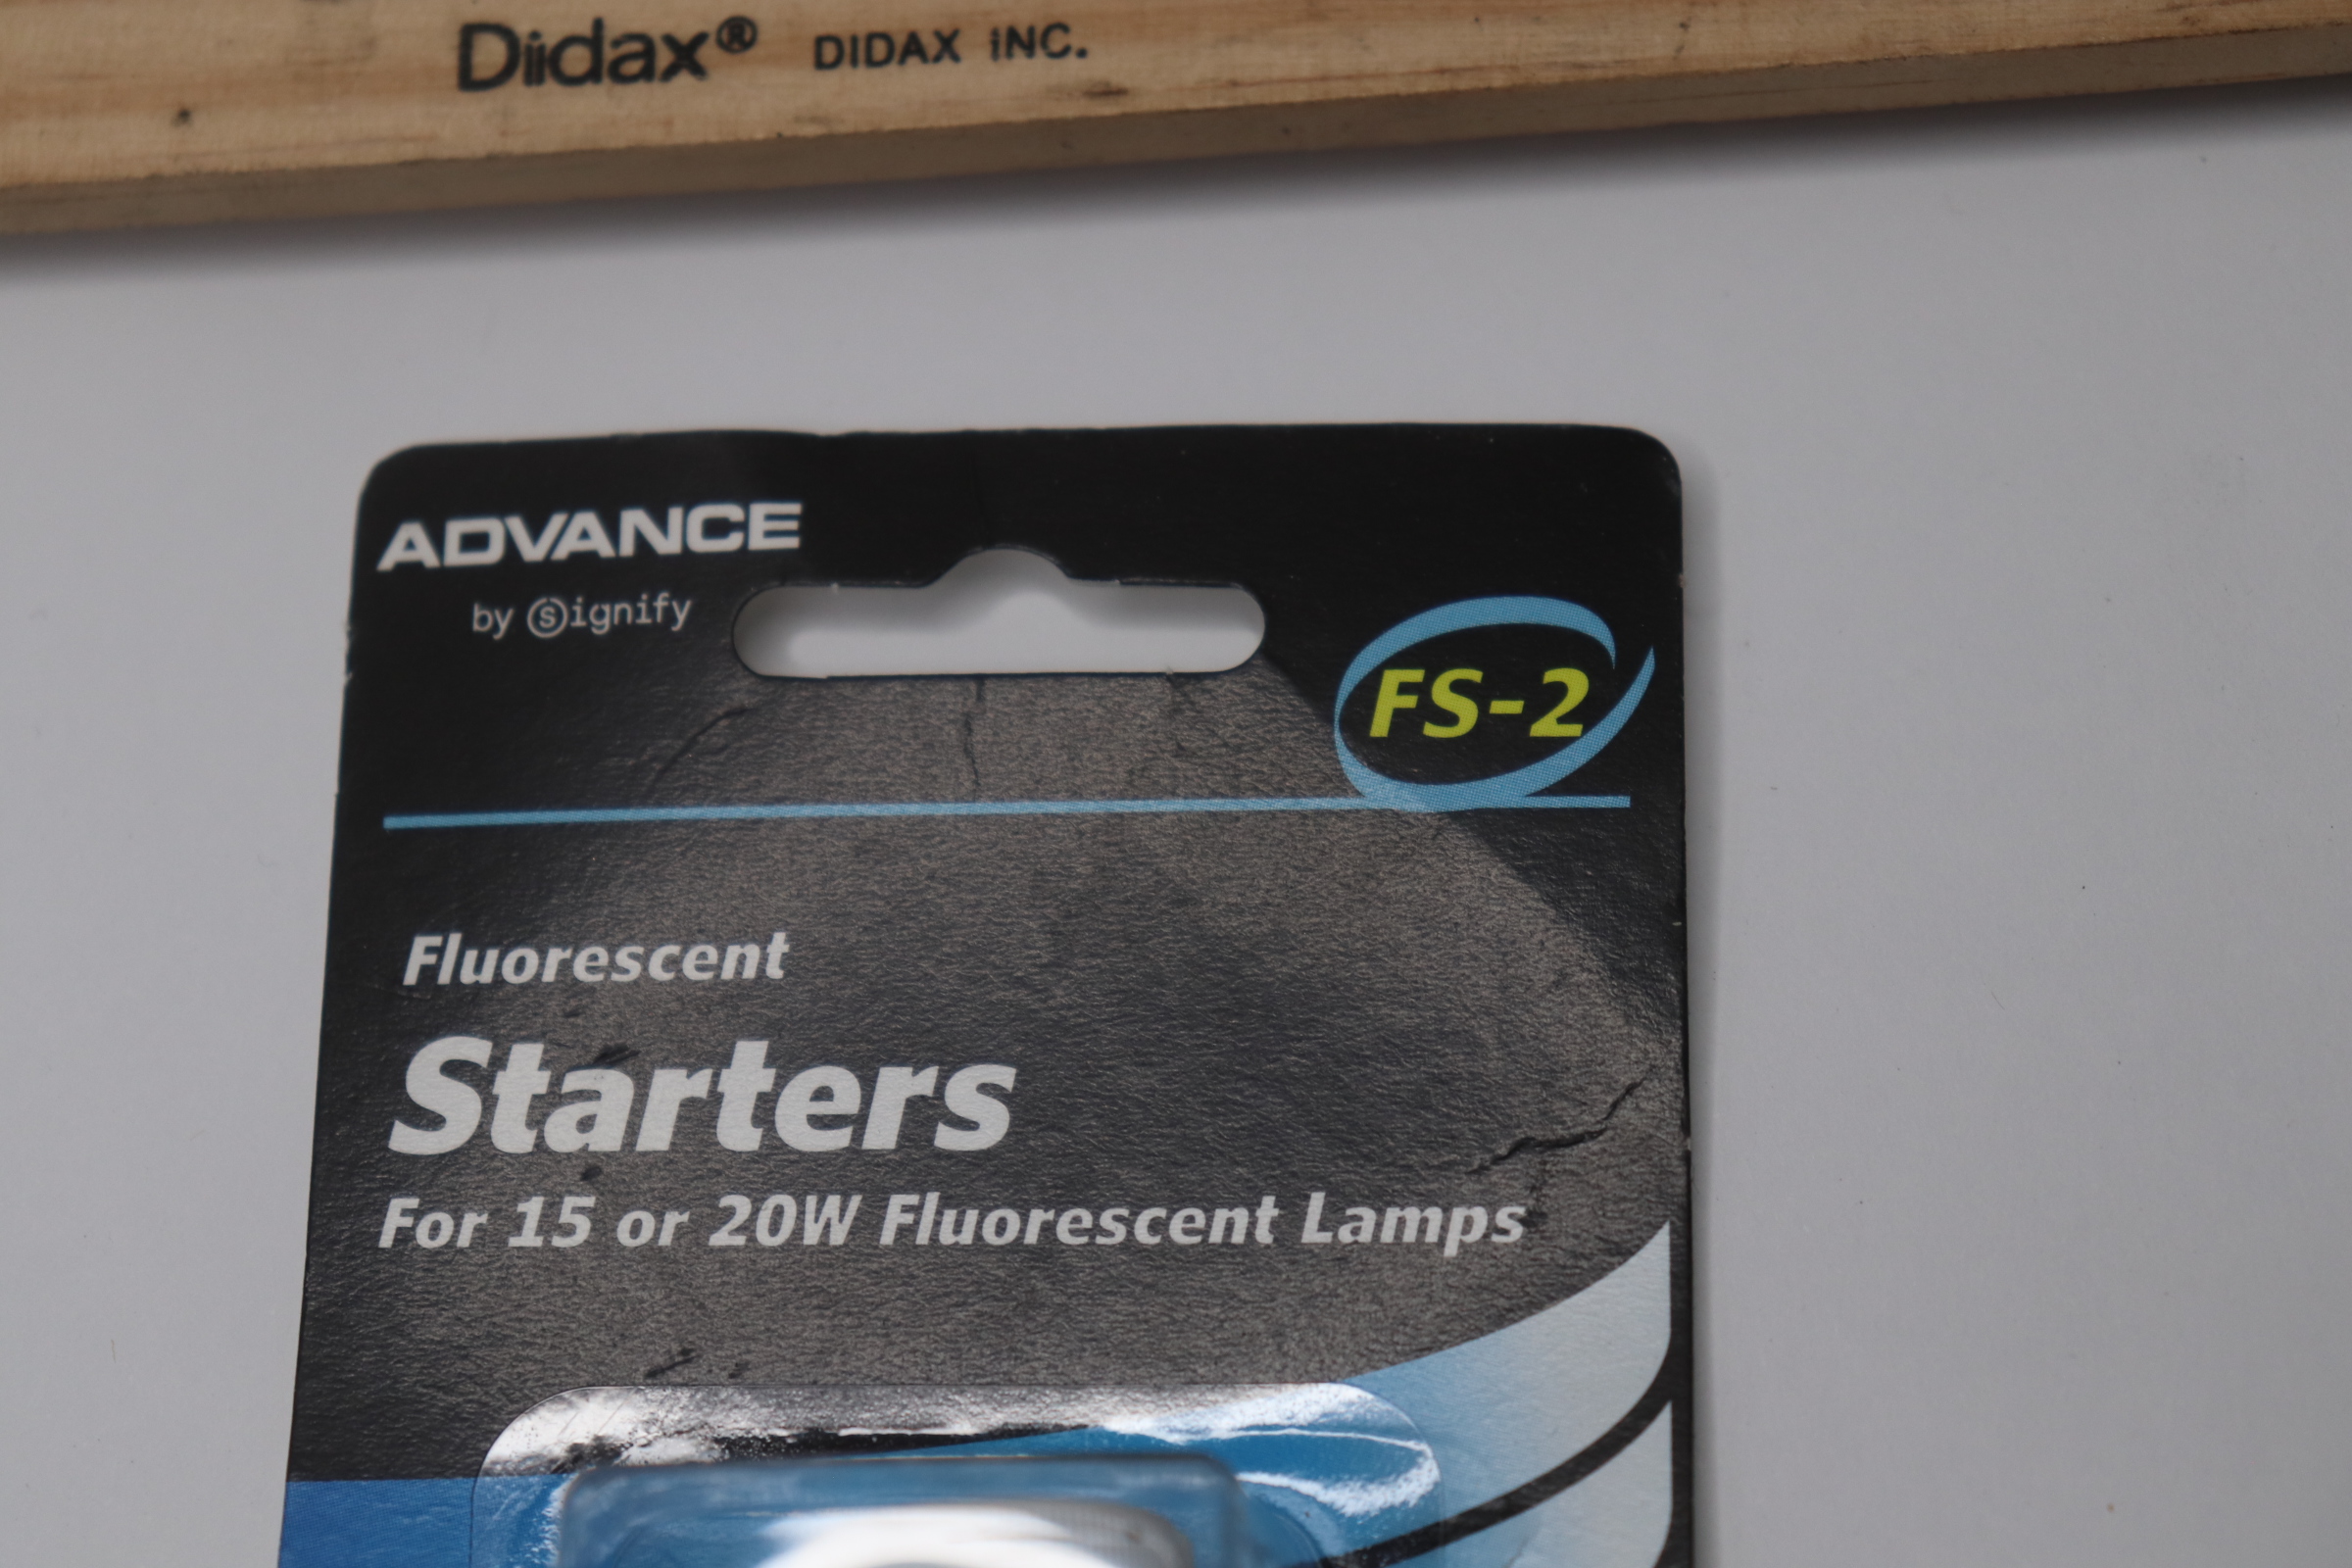 Didax® DIDAX INC.
ADVANCE
by signify
FS-2
Fluorescent
Starters
For 15 or 20W Fluorescent Lamps